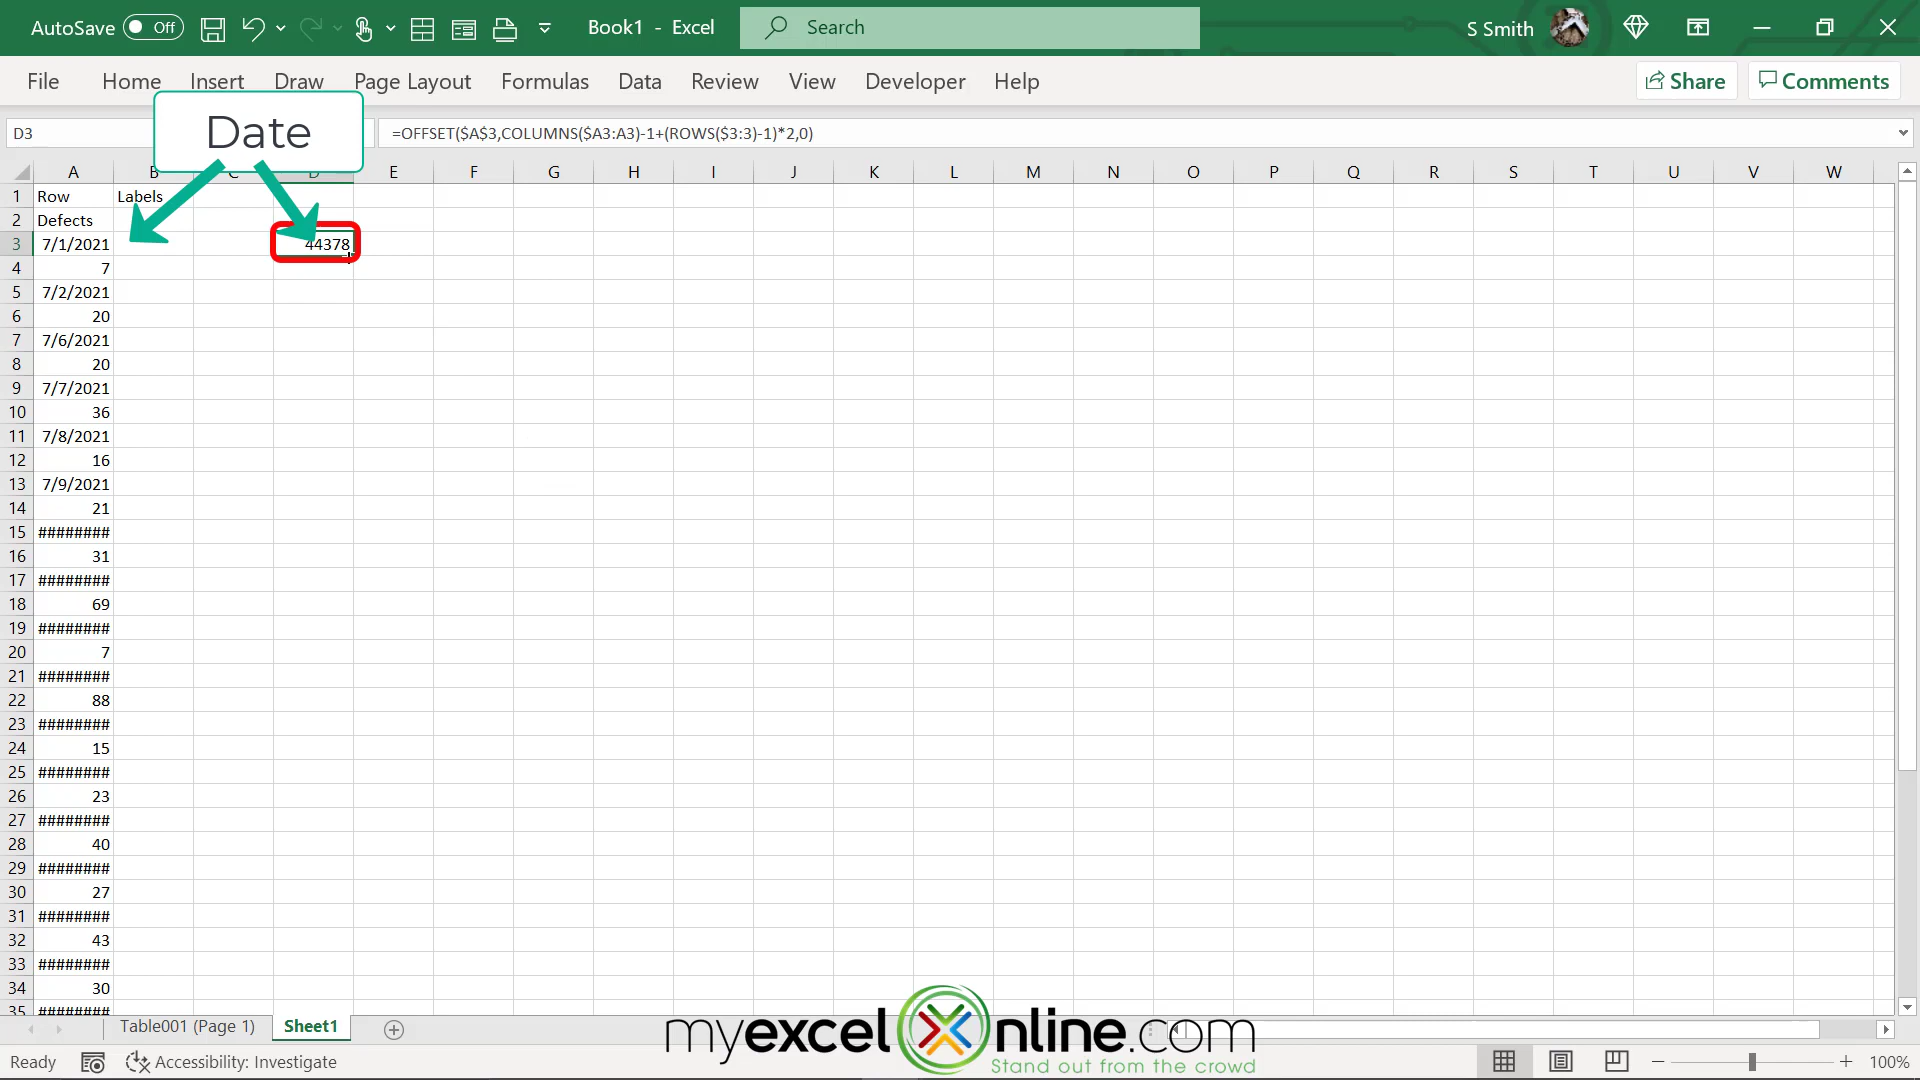 AutoSave Off Book1 - Excel Search S Smith
File Home Insert Draw Page Layout Formulas Data Review View Developer Help Share Comments
Date
D3 =OFFSET($A$3,COLUMNS($A3:A3)-1+(ROWS($3:3)-1)*2,0)
A B C D E F G H I J K L M N O P Q R S T U V W
1 Row Labels
2 Defects
3 7/1/2021 44378
4 7
5 7/2/2021
6 20
7 7/6/2021
8 20
9 7/7/2021
10 36
11 7/8/2021
12 16
13 7/9/2021
14 21
15 ########
16 31
17 ########
18 69
19 ########
20 7
21 ########
22 88
23 ########
24 15
25 ########
26 23
27 ########
28 40
29 ########
30 27
31 ########
32 43
33 ########
34 30
35 ########
Table001 (Page 1) Sheet1
myexcelOnline.com
Stand out from the crowd
Ready Accessibility: Investigate 100%